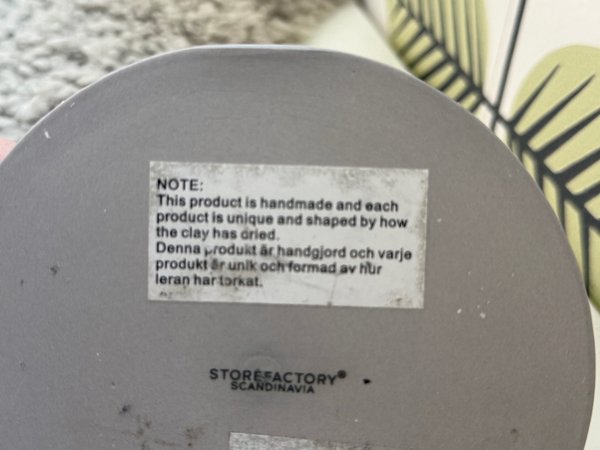 NOTE:
This product is handmade and each
product is unique and shaped by how
the clay has dried.
Denna produkt är handgjord och varje
produkt är unik och formad av hur
leran har torkat.
STOREFACTORY®
SCANDINAVIA